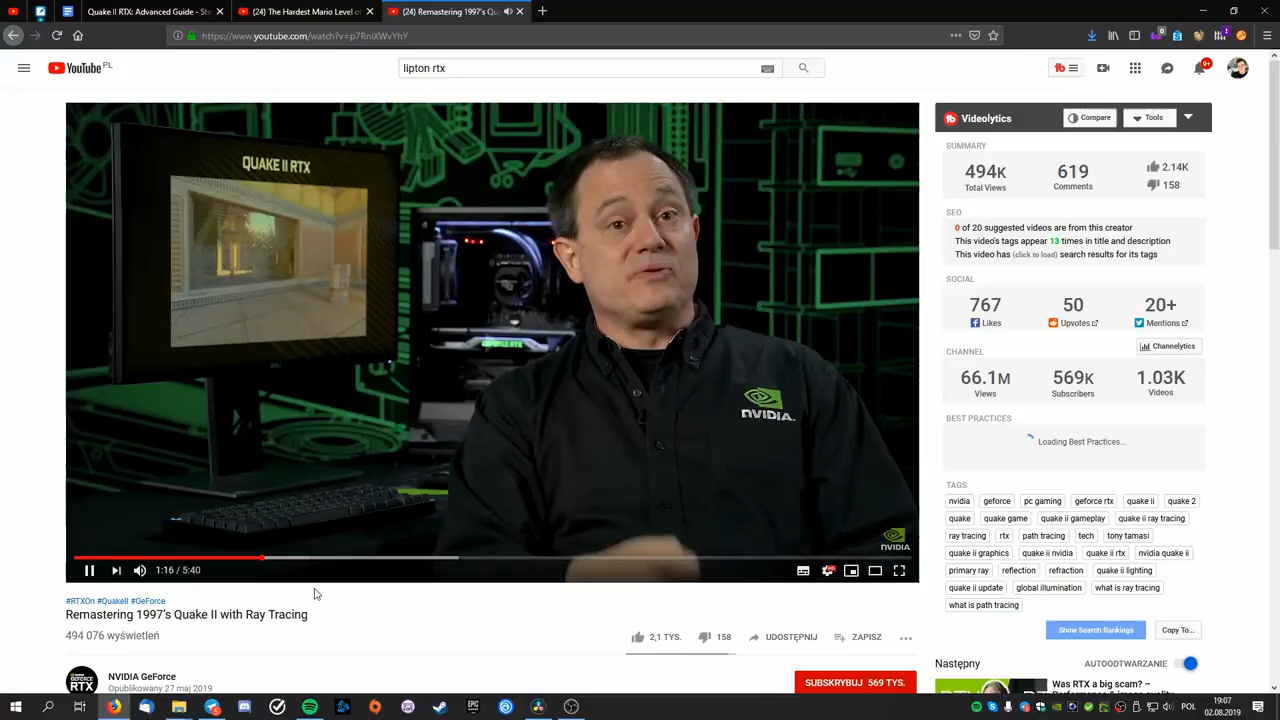 Quake II RTX: Advanced Guide - Ste
(24) The Hardest Mario Level of
(24) Remastering 1997's Qua
https://www.youtube.com/watch?v=p7RniXWvYhY
YouTube PL
lipton rtx
9+
QUAKE II RTX
GEFORCE RTX
NVIDIA.
NVIDIA.
1:16 / 5:40
HD
#RTXOn #QuakeII #GeForce
Remastering 1997's Quake II with Ray Tracing
494 076 wyświetleń
2,1 TYS.
158
UDOSTĘPNIJ
ZAPISZ
GEFORCE RTX
NVIDIA GeForce
Opublikowany 27 maj 2019
SUBSKRYBUJ 569 TYS.
Videolytics
Compare
Tools
SUMMARY
494K
Total Views
619
Comments
2.14K
158
SEO
0 of 20 suggested videos are from this creator
This video's tags appear 13 times in title and description
This video has (click to load) search results for its tags
SOCIAL
767
Likes
50
Upvotes
20+
Mentions
Channelytics
CHANNEL
66.1M
Views
569K
Subscribers
1.03K
Videos
BEST PRACTICES
Loading Best Practices...
TAGS
nvidia geforce pc gaming geforce rtx quake ii quake 2
quake quake game quake ii gameplay quake ii ray tracing
ray tracing rtx path tracing tech tony tamasi
quake ii graphics quake ii nvidia quake ii rtx nvidia quake ii
primary ray reflection refraction quake ii lighting
quake ii update global illumination what is ray tracing
what is path tracing
Show Search Rankings
Copy To...
Następny
AUTOODTWARZANIE
Was RTX a big scam? –
EPIC
POL
19:07
02.08.2019